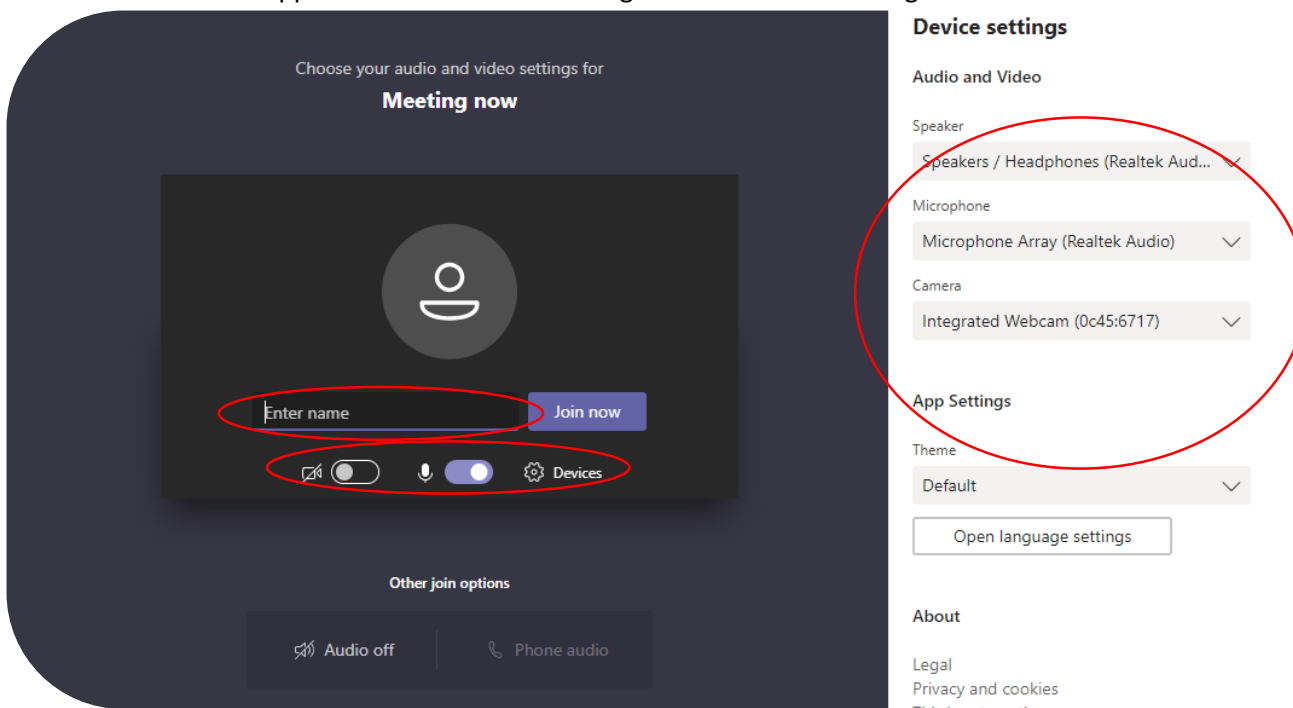 Choose your audio and video settings for
Meeting now
Enter name
Join now
Devices
Other join options
Audio off
Phone audio
Device settings
Audio and Video
Speaker
Speakers / Headphones (Realtek Aud...
Microphone
Microphone Array (Realtek Audio)
Camera
Integrated Webcam (0c45:6717)
App Settings
Theme
Default
Open language settings
About
Legal
Privacy and cookies